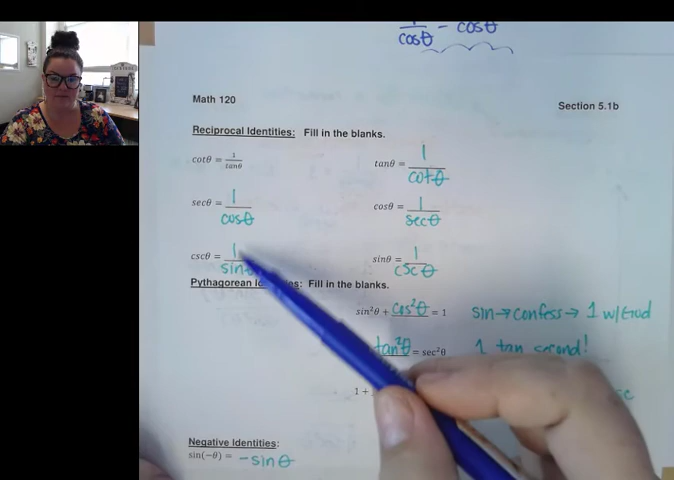 1/cosθ - cosθ
Math 120 Section 5.1b
Reciprocal Identities: Fill in the blanks.
cotθ = 1/tanθ tanθ = 1/cotθ
secθ = 1/cosθ cosθ = 1/secθ
cscθ = 1/sinθ sinθ = 1/cscθ
Pythagorean Identities: Fill in the blanks.
sin²θ + cos²θ = 1 sin→confess→ 1 w/God
tan²θ = sec²θ 1 tan second!
1 +
Negative Identities:
sin(−θ) = -sinθ